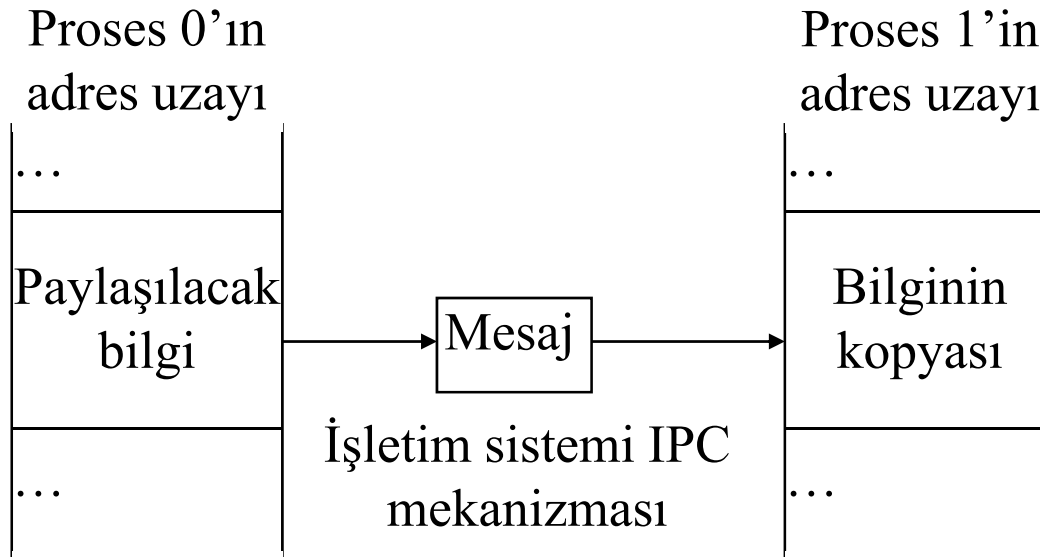 Proses 0’ın
adres uzayı
…
Paylaşılacak
bilgi
…
Mesaj
İşletim sistemi IPC
mekanizması
Proses 1’in
adres uzayı
…
Bilginin
kopyası
…